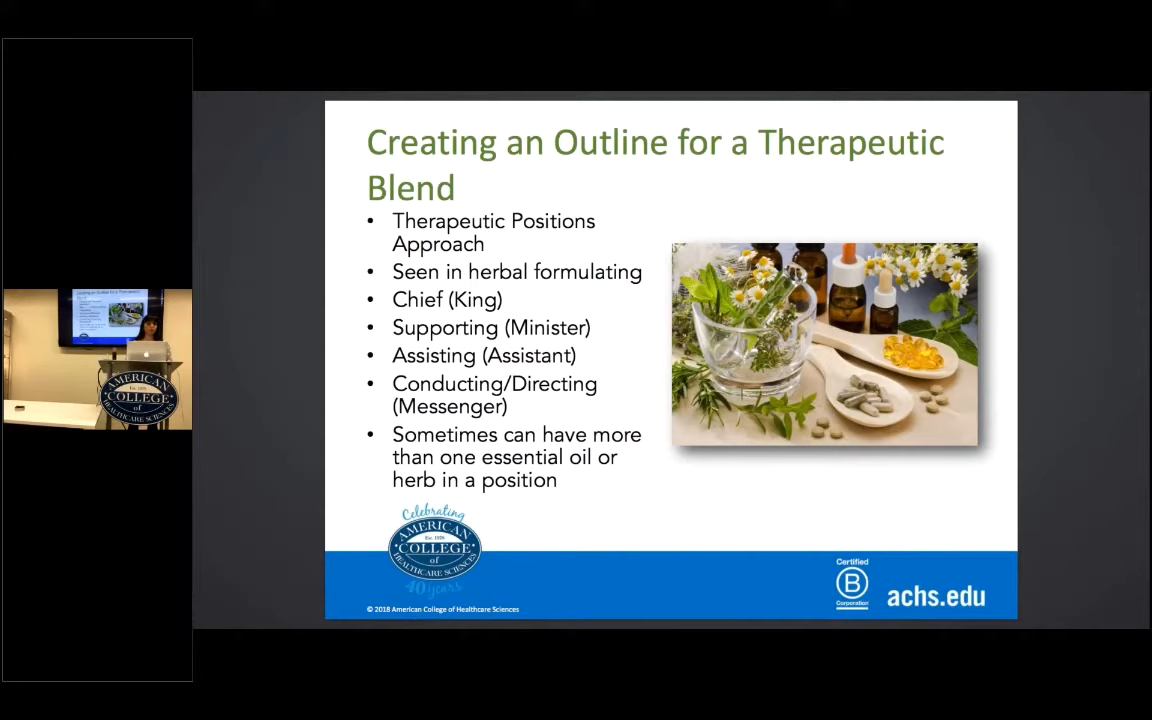 Creating an Outline for a Therapeutic
Blend
• Therapeutic Positions
Approach
• Seen in herbal formulating
• Chief (King)
• Supporting (Minister)
• Assisting (Assistant)
• Conducting/Directing
(Messenger)
• Sometimes can have more
than one essential oil or
herb in a position
Celebrating
AMERICAN
Est. 1978
COLLEGE
of
HEALTHCARE SCIENCES
40 years
© 2018 American College of Healthcare Sciences
Certified
B
Corporation
achs.edu
AMERICAN
Est. 1978
COLLEGE
of
HEALTHCARE SCIENCES